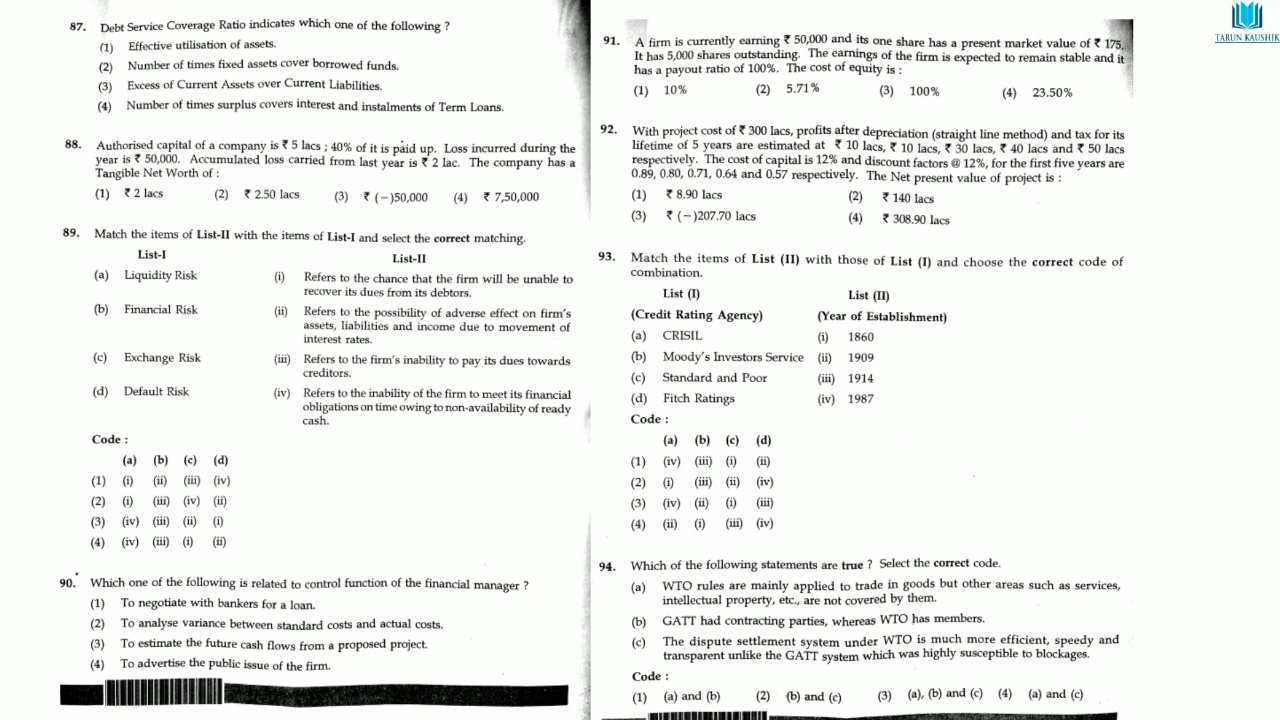 87. Debt Service Coverage Ratio indicates which one of the following ?
(1) Effective utilisation of assets.
(2) Number of times fixed assets cover borrowed funds.
(3) Excess of Current Assets over Current Liabilities.
(4) Number of times surplus covers interest and instalments of Term Loans.
88. Authorised capital of a company is ₹ 5 lacs ; 40% of it is paid up. Loss incurred during the
year is ₹ 50,000. Accumulated loss carried from last year is ₹ 2 lac. The company has a
Tangible Net Worth of :
(1) ₹ 2 lacs (2) ₹ 2.50 lacs (3) ₹ (−)50,000 (4) ₹ 7,50,000
89. Match the items of List-II with the items of List-I and select the correct matching.
List-I List-II
(a) Liquidity Risk (i) Refers to the chance that the firm will be unable to
recover its dues from its debtors.
(b) Financial Risk (ii) Refers to the possibility of adverse effect on firm's
assets, liabilities and income due to movement of
interest rates.
(c) Exchange Risk (iii) Refers to the firm's inability to pay its dues towards
creditors.
(d) Default Risk (iv) Refers to the inability of the firm to meet its financial
obligations on time owing to non-availability of ready
cash.
Code :
(a) (b) (c) (d)
(1) (i) (ii) (iii) (iv)
(2) (i) (iii) (iv) (ii)
(3) (iv) (iii) (ii) (i)
(4) (iv) (iii) (i) (ii)
90. Which one of the following is related to control function of the financial manager ?
(1) To negotiate with bankers for a loan.
(2) To analyse variance between standard costs and actual costs.
(3) To estimate the future cash flows from a proposed project.
(4) To advertise the public issue of the firm.
91. A firm is currently earning ₹ 50,000 and its one share has a present market value of ₹ 175.
It has 5,000 shares outstanding. The earnings of the firm is expected to remain stable and it
has a payout ratio of 100%. The cost of equity is :
(1) 10% (2) 5.71% (3) 100% (4) 23.50%
92. With project cost of ₹ 300 lacs, profits after depreciation (straight line method) and tax for its
lifetime of 5 years are estimated at ₹ 10 lacs, ₹ 10 lacs, ₹ 30 lacs, ₹ 40 lacs and ₹ 50 lacs
respectively. The cost of capital is 12% and discount factors @ 12%, for the first five years are
0.89, 0.80, 0.71, 0.64 and 0.57 respectively. The Net present value of project is :
(1) ₹ 8.90 lacs (2) ₹ 140 lacs
(3) ₹ (−)207.70 lacs (4) ₹ 308.90 lacs
93. Match the items of List (II) with those of List (I) and choose the correct code of
combination.
List (I) List (II)
(Credit Rating Agency) (Year of Establishment)
(a) CRISIL (i) 1860
(b) Moody's Investors Service (ii) 1909
(c) Standard and Poor (iii) 1914
(d) Fitch Ratings (iv) 1987
Code :
(a) (b) (c) (d)
(1) (iv) (iii) (i) (ii)
(2) (i) (iii) (ii) (iv)
(3) (iv) (ii) (i) (iii)
(4) (ii) (i) (iii) (iv)
94. Which of the following statements are true ? Select the correct code.
(a) WTO rules are mainly applied to trade in goods but other areas such as services,
intellectual property, etc., are not covered by them.
(b) GATT had contracting parties, whereas WTO has members.
(c) The dispute settlement system under WTO is much more efficient, speedy and
transparent unlike the GATT system which was highly susceptible to blockages.
Code :
(1) (a) and (b) (2) (b) and (c) (3) (a), (b) and (c) (4) (a) and (c)
TARUN KAUSHIK